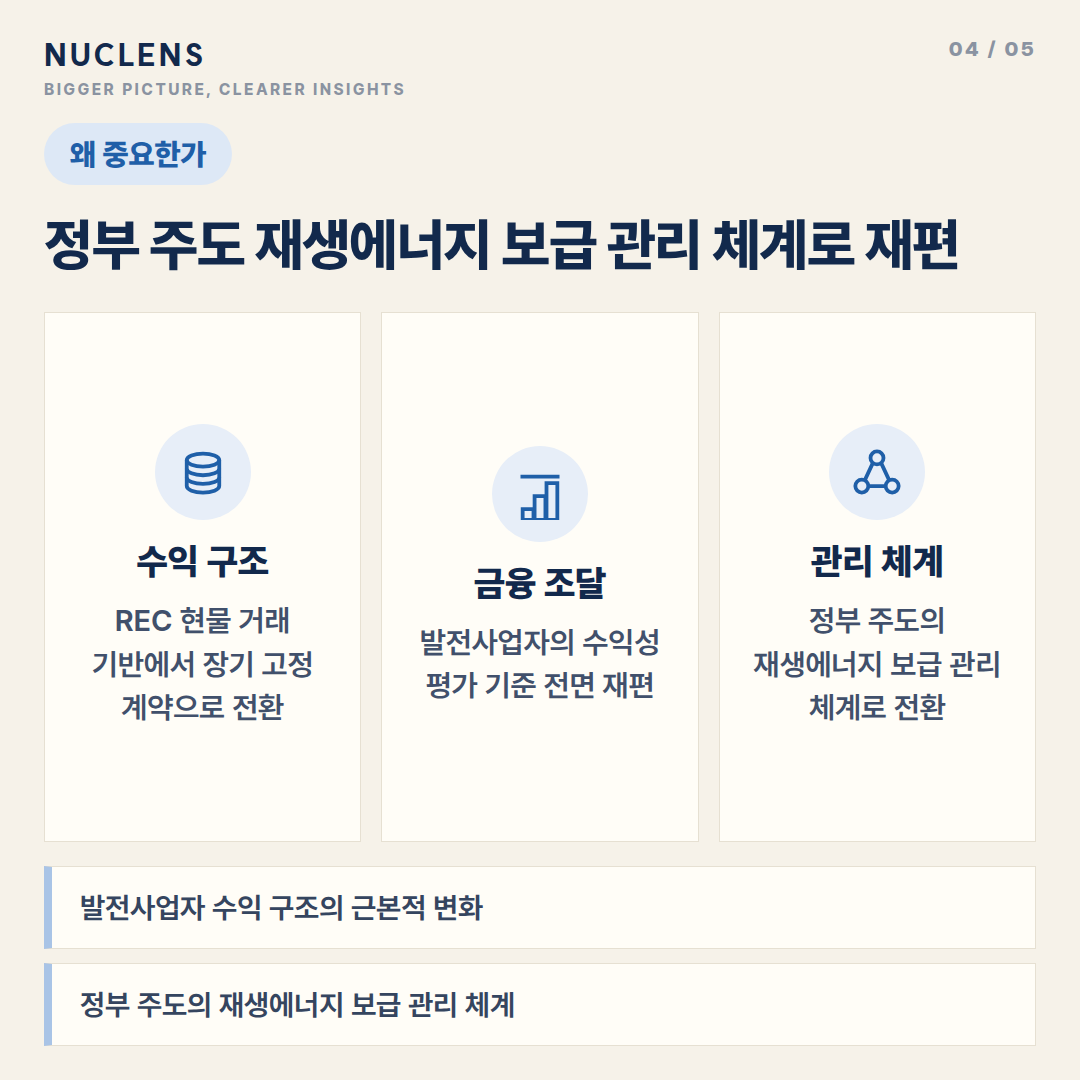 NUCLENS
04 / 05
BIGGER PICTURE, CLEARER INSIGHTS
왜 중요한가
정부 주도 재생에너지 보급 관리 체계로 재편
수익 구조
REC 현물 거래
기반에서 장기 고정
계약으로 전환
금융 조달
발전사업자의 수익성
평가 기준 전면 재편
관리 체계
정부 주도의
재생에너지 보급 관리
체계로 전환
발전사업자 수익 구조의 근본적 변화
정부 주도의 재생에너지 보급 관리 체계